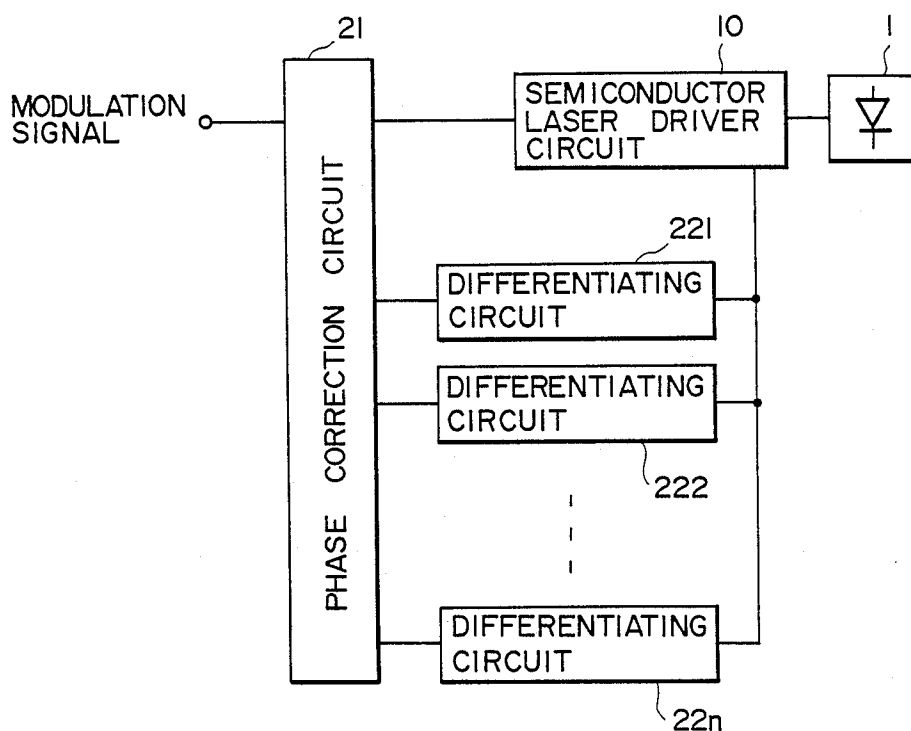 21
10
1
MODULATION
SIGNAL
SEMICONDUCTOR
LASER DRIVER
CIRCUIT
PHASE CORRECTION CIRCUIT
221
DIFFERENTIATING
CIRCUIT
DIFFERENTIATING
CIRCUIT
222
DIFFERENTIATING
CIRCUIT
22n